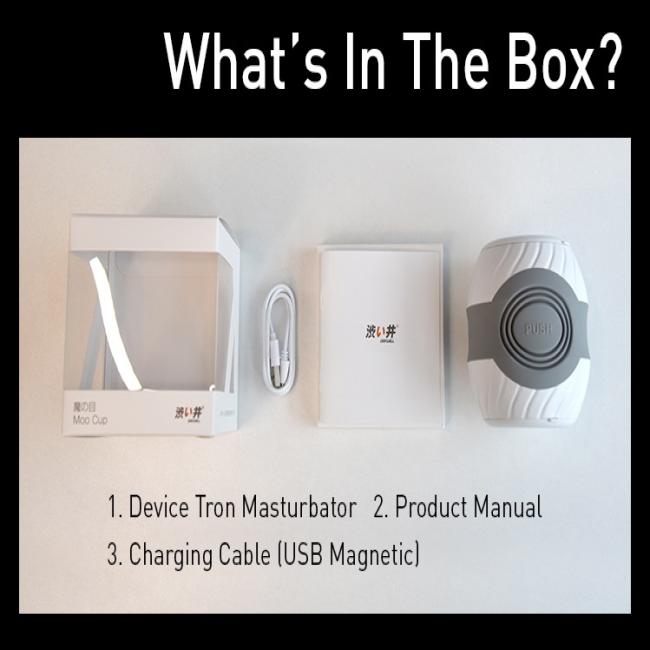 What's In The Box?
魔の目
Moo Cup
渋い井
渋い井
PUSH
1. Device Tron Masturbator 2. Product Manual
3. Charging Cable (USB Magnetic)